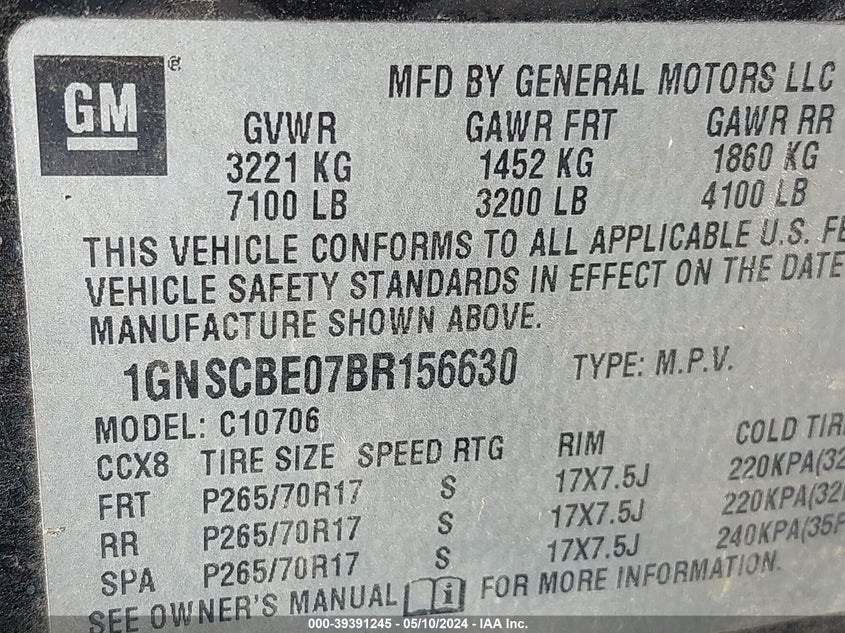 GM
MFD BY GENERAL MOTORS LLC
GVWR GAWR FRT GAWR RR
3221 KG 1452 KG 1860 KG
7100 LB 3200 LB 4100 LB
THIS VEHICLE CONFORMS TO ALL APPLICABLE U.S.
VEHICLE SAFETY STANDARDS IN EFFECT ON THE DATE
MANUFACTURE SHOWN ABOVE.
1GNSCBE07BR156630 TYPE: M.P.V.
MODEL: C10706
CCX8 TIRE SIZE SPEED RTG RIM COLD
FRT P265/70R17 S 17X7.5J 220KPA(32
RR P265/70R17 S 17X7.5J 220KPA(32
SPA P265/70R17 S 17X7.5J 240KPA(35
SEE OWNER'S MANUAL i FOR MORE INFORMATION.
000-39391245 - 05/10/2024 - IAA Inc.